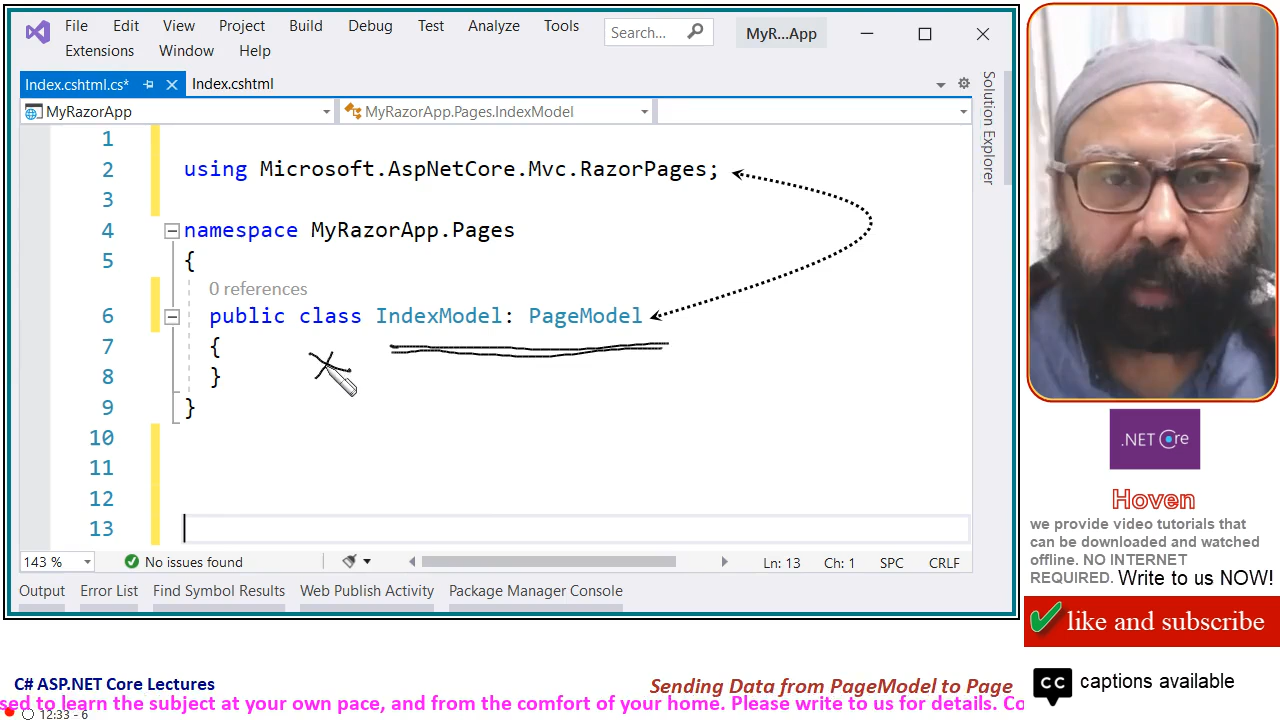 File Edit View Project Build Debug Test Analyze Tools Search... MyR...App
Extensions Window Help
Index.cshtml.cs* Index.cshtml
MyRazorApp MyRazorApp.Pages.IndexModel
Solution Explorer
1
2 using Microsoft.AspNetCore.Mvc.RazorPages;
3
4 namespace MyRazorApp.Pages
5 {
0 references
6 public class IndexModel: PageModel
7 {
8 }
9 }
10
11
12
13
143 % No issues found Ln: 13 Ch: 1 SPC CRLF
Output Error List Find Symbol Results Web Publish Activity Package Manager Console
.NET Core
Hoven
we provide video tutorials that
can be downloaded and watched
offline. NO INTERNET
REQUIRED. Write to us NOW!
like and subscribe
CC captions available
C# ASP.NET Core Lectures
Sending Data from PageModel to Page
sed to learn the subject at your own pace, and from the comfort of your home. Please write to us for details. Co
12:33 - 6